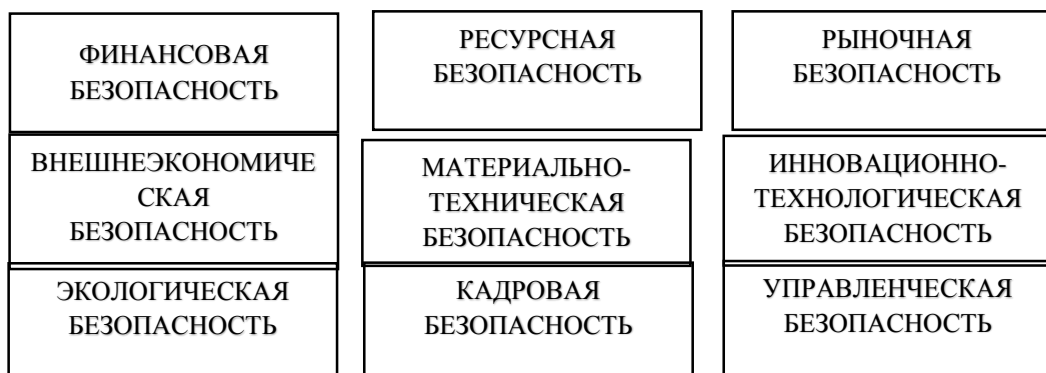 ФИНАНСОВАЯ
БЕЗОПАСНОСТЬ
РЕСУРСНАЯ
БЕЗОПАСНОСТЬ
РЫНОЧНАЯ
БЕЗОПАСНОСТЬ
ВНЕШНЕЭКОНОМИЧЕ
СКАЯ
БЕЗОПАСНОСТЬ
МАТЕРИАЛЬНО-
ТЕХНИЧЕСКАЯ
БЕЗОПАСНОСТЬ
ИННОВАЦИОННО-
ТЕХНОЛОГИЧЕСКАЯ
БЕЗОПАСНОСТЬ
ЭКОЛОГИЧЕСКАЯ
БЕЗОПАСНОСТЬ
КАДРОВАЯ
БЕЗОПАСНОСТЬ
УПРАВЛЕНЧЕСКАЯ
БЕЗОПАСНОСТЬ